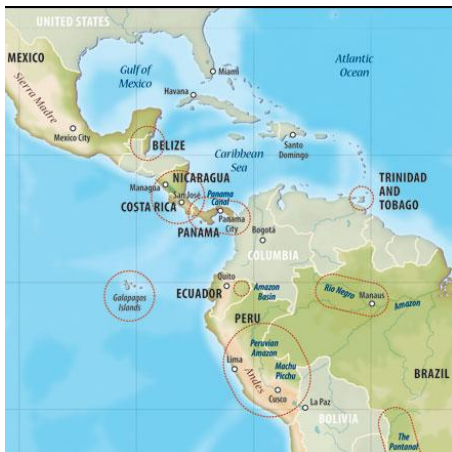 UNITED STATES
MEXICO
Gulf of
Mexico
Miami
Atlantic
Ocean
Havana
Sierra Madre
Mexico City
Santo
Domingo
BELIZE
Caribbean
Sea
NICARAGUA
Managua
TRINIDAD
AND
TOBAGO
San José
COSTA RICA
Panama
Canal
Panama
City
PANAMA
Bogotá
COLUMBIA
Quito
ECUADOR
Amazon
Basin
Rio Negro
Manaus
Amazon
Galapagos
Islands
PERU
Peruvian
Amazon
Lima
Machu
Picchu
Andes
Cusco
BRAZIL
La Paz
BOLIVIA
The
Pantanal